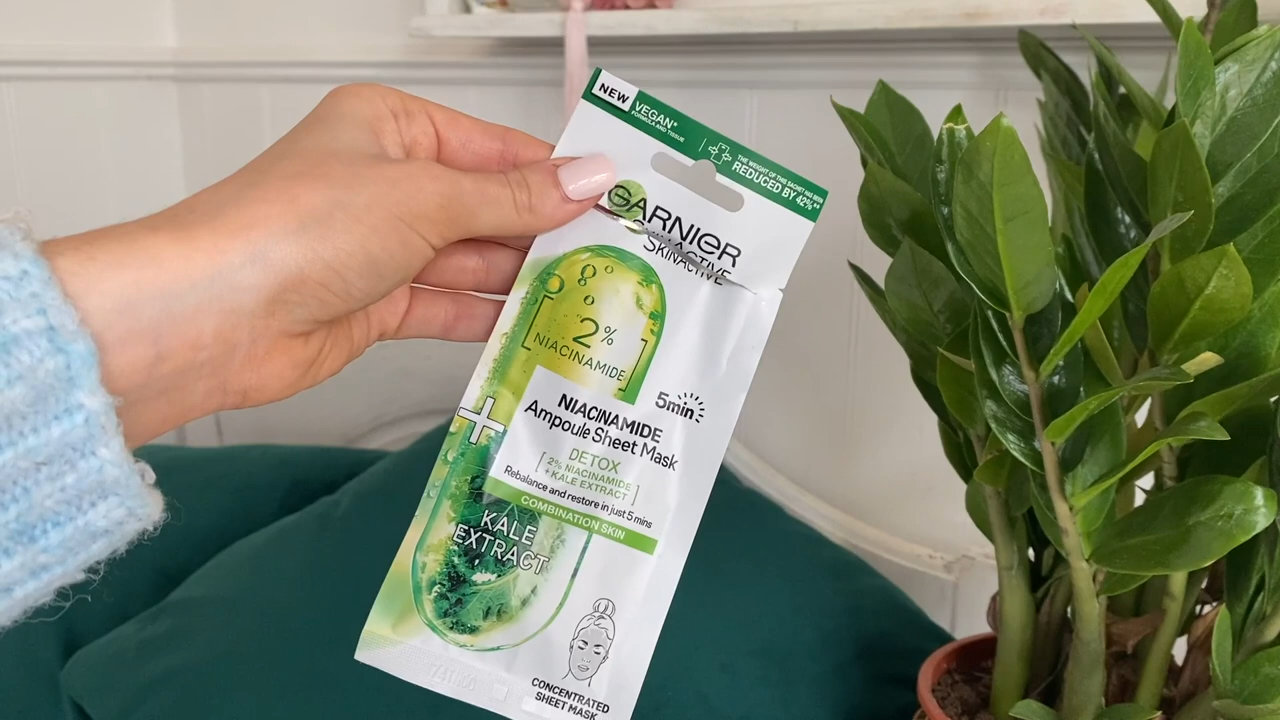 NEW
VEGAN*
FORMULA AND TISSUE
THE WEIGHT OF THIS SACHET HAS BEEN
REDUCED BY 42%**
GARNIER
SKINACTIVE
2%
[NIACINAMIDE]
5min
NIACINAMIDE
Ampoule Sheet Mask
DETOX
[2% NIACINAMIDE
+ KALE EXTRACT]
Rebalance and restore in just 5 mins
COMBINATION SKIN
+
KALE
EXTRACT
CONCENTRATED
SHEET MASK